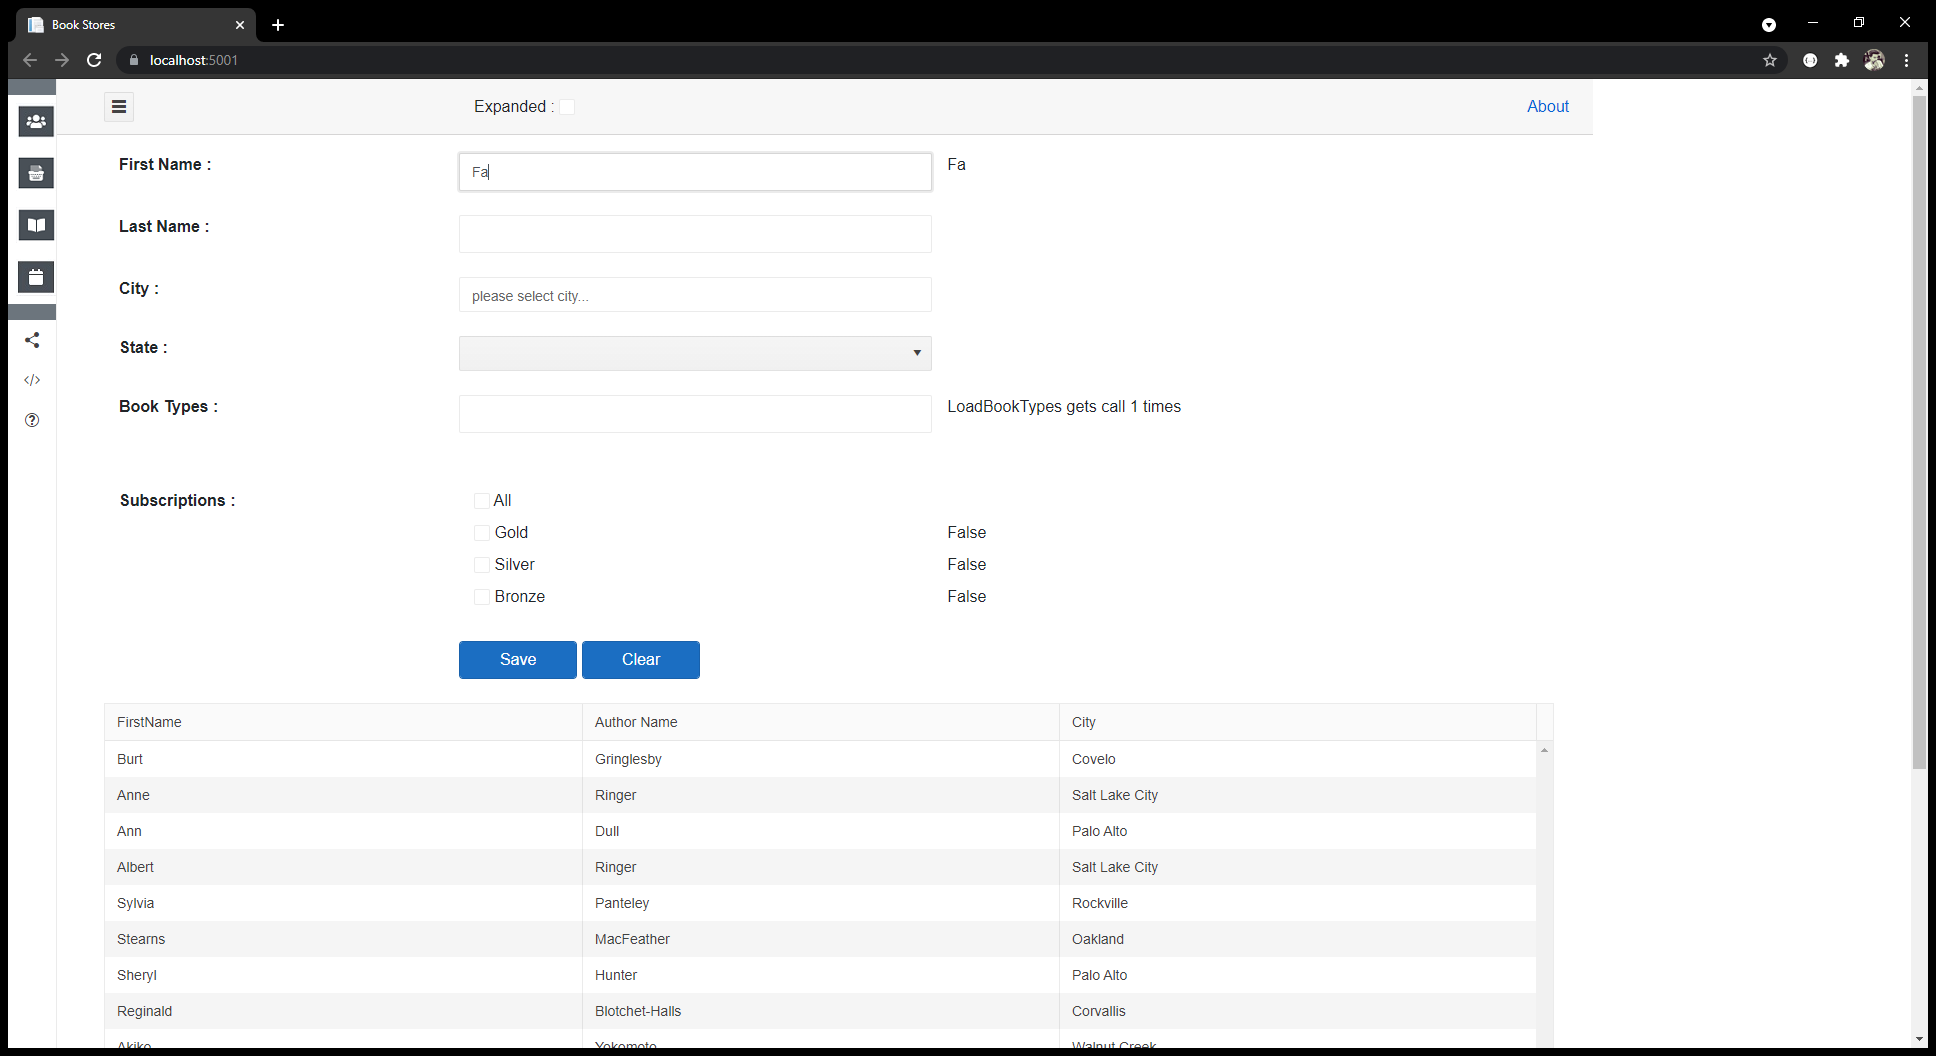 Book Stores
localhost:5001
Expanded :
About
First Name :
Fa
Fa
Last Name :
City :
please select city...
State :
Book Types :
LoadBookTypes gets call 1 times
Subscriptions :
All
Gold
False
Silver
False
Bronze
False
Save
Clear
FirstName Author Name City
Burt Gringlesby Covelo
Anne Ringer Salt Lake City
Ann Dull Palo Alto
Albert Ringer Salt Lake City
Sylvia Panteley Rockville
Stearns MacFeather Oakland
Sheryl Hunter Palo Alto
Reginald Blotchet-Halls Corvallis
Akiko Yokomoto Walnut Creek